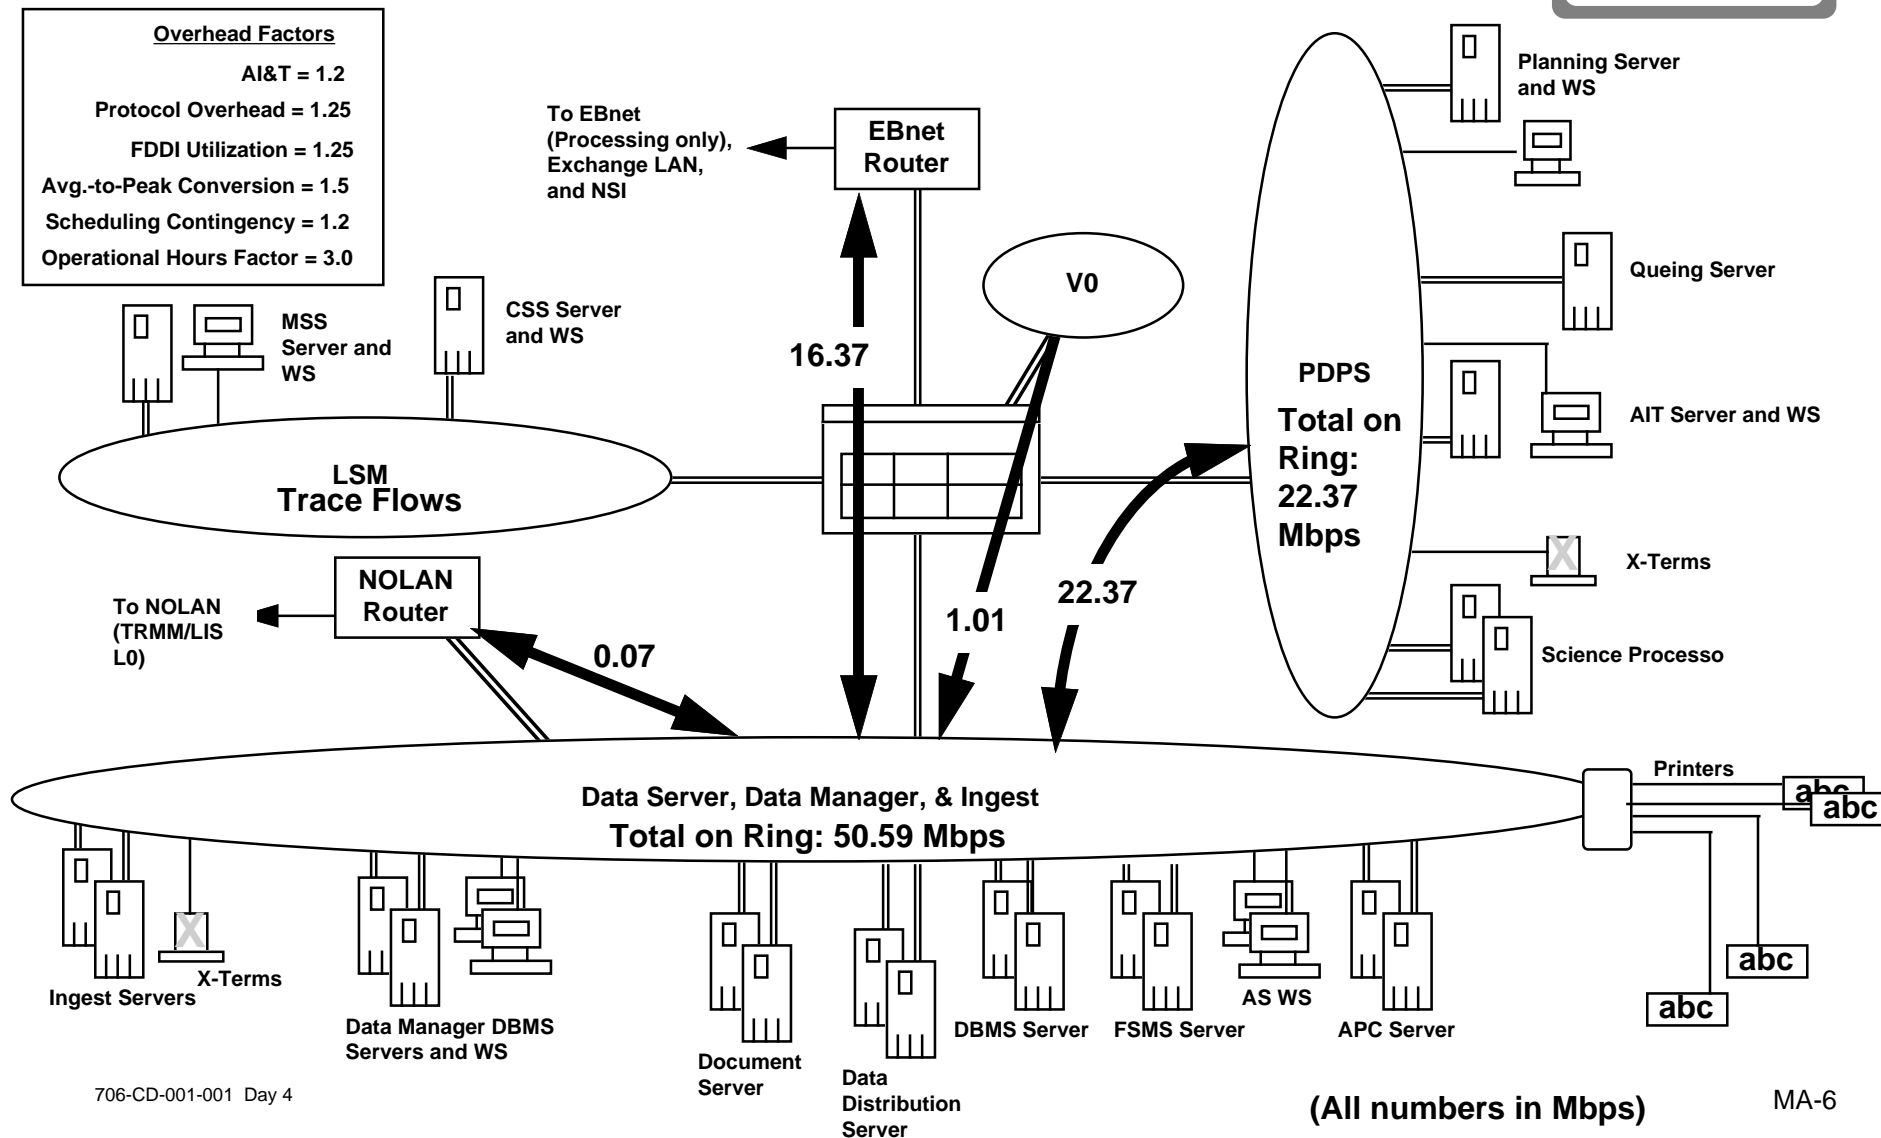 Overhead Factors
AI&T = 1.2
Protocol Overhead = 1.25
FDDI Utilization = 1.25
Avg.-to-Peak Conversion = 1.5
Scheduling Contingency = 1.2
Operational Hours Factor = 3.0
To EBnet
(Processing only),
Exchange LAN,
and NSI
EBnet
Router
Planning Server
and WS
V0
Queing Server
MSS
Server and
WS
CSS Server
and WS
16.37
PDPS
Total on
Ring:
22.37
Mbps
AIT Server and WS
LSM
Trace Flows
NOLAN
Router
To NOLAN
(TRMM/LIS
L0)
0.07
1.01
22.37
X
X-Terms
Science Processo
Data Server, Data Manager, & Ingest
Total on Ring: 50.59 Mbps
Printers
abc
abc
abc
abc
X
X-Terms
Ingest Servers
Data Manager DBMS
Servers and WS
Document
Server
Data
Distribution
Server
DBMS Server
FSMS Server
AS WS
APC Server
706-CD-001-001 Day 4
(All numbers in Mbps)
MA-6